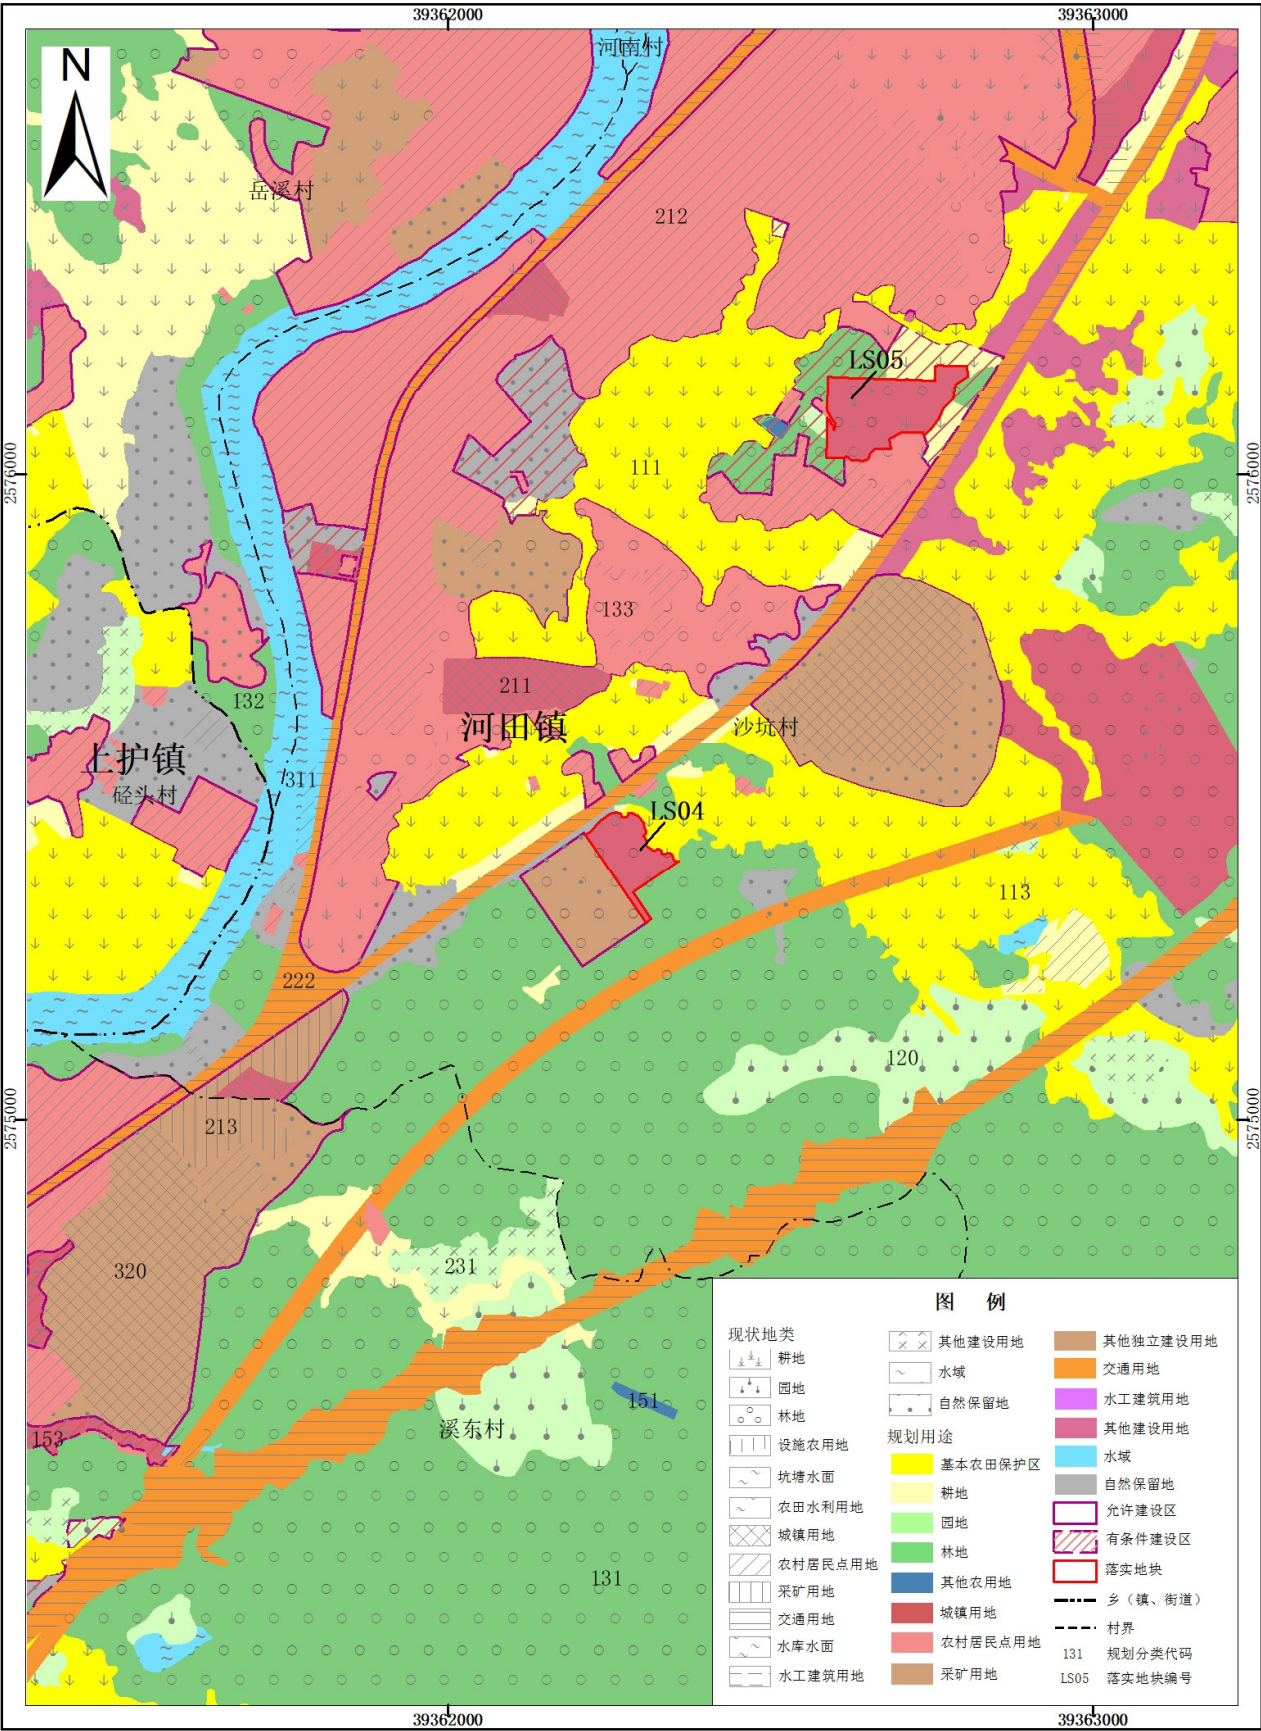 39362000
39363000
N
河南村
岳溪村
212
LS05
2576000
2576000
111
133
132
211
河田镇
沙坑村
上护镇
311
砼头村
LS04
113
222
120
2575000
2575000
213
320
231
151
溪东村
153
131
图 例
现状地类
耕地
园地
林地
设施农用地
坑塘水面
农田水利用地
城镇用地
农村居民点用地
采矿用地
交通用地
水库水面
水工建筑用地
其他建设用地
水域
自然保留地
规划用途
基本农田保护区
耕地
园地
林地
其他农用地
城镇用地
农村居民点用地
采矿用地
其他独立建设用地
交通用地
水工建筑用地
其他建设用地
水域
自然保留地
允许建设区
有条件建设区
落实地块
乡（镇、街道）
村界
131 规划分类代码
LS05 落实地块编号
39362000
39363000